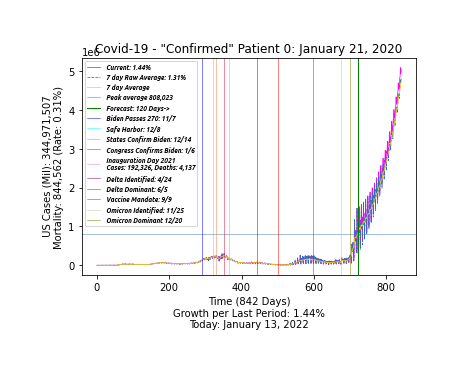 Covid-19 - "Confirmed" Patient 0: January 21, 2020
1e6
Current: 1.44%
7 day Raw Average: 1.31%
7 day Average
Peak average 808,023
Forecast: 120 Days->
Biden Passes 270: 11/7
Safe Harbor: 12/8
States Confirm Biden: 12/14
Congress Confirms Biden: 1/6
Inauguration Day 2021
Cases: 192,326, Deaths: 4,137
Delta Identified: 4/24
Delta Dominant: 6/5
Vaccine Mandate: 9/9
Omicron Identified: 11/25
Omicron Dominant 12/20
US Cases (Mil): 344,971,507
Mortality: 844,562 (Rate: 0.31%)
5
4
3
2
1
0
0 200 400 600 800
Time (842 Days)
Growth per Last Period: 1.44%
Today: January 13, 2022